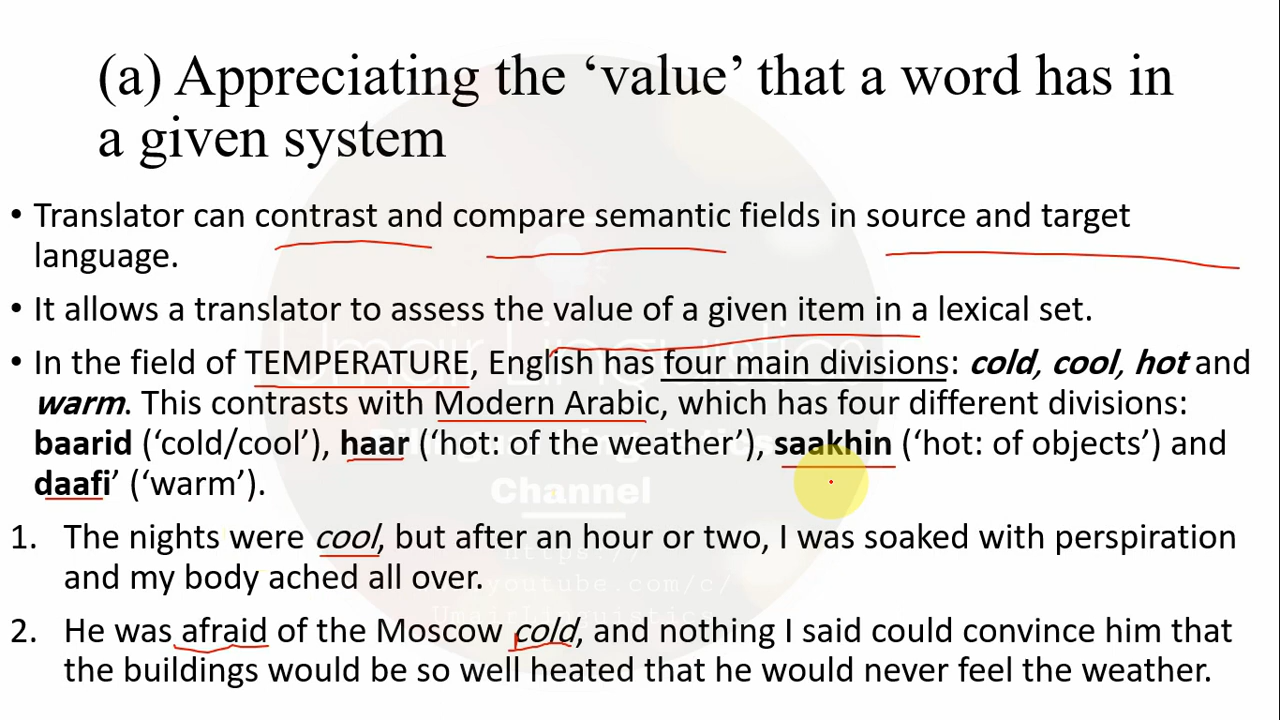 (a) Appreciating the ‘value’ that a word has in
a given system
• Translator can contrast and compare semantic fields in source and target
language.
• It allows a translator to assess the value of a given item in a lexical set.
• In the field of TEMPERATURE, English has four main divisions: cold, cool, hot and
warm. This contrasts with Modern Arabic, which has four different divisions:
baarid (‘cold/cool’), haar (‘hot: of the weather’), saakhin (‘hot: of objects’) and
daafi’ (‘warm’).
Channel
1. The nights were cool, but after an hour or two, I was soaked with perspiration
and my body ached all over.
2. He was afraid of the Moscow cold, and nothing I said could convince him that
the buildings would be so well heated that he would never feel the weather.